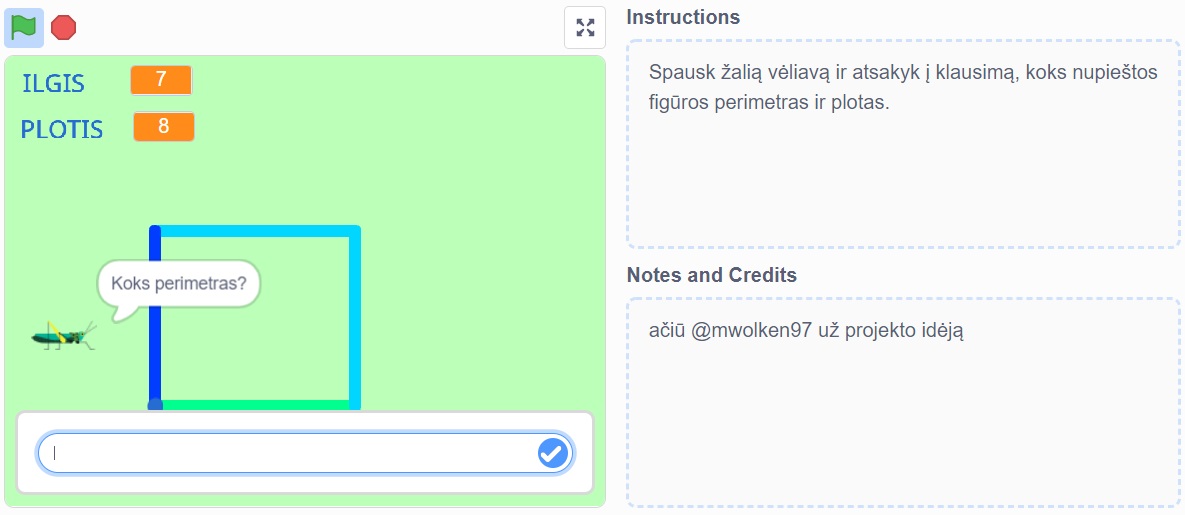 ILGIS 7
PLOTIS 8
Koks perimetras?
Instructions
Spausk žalią vėliavą ir atsakyk į klausimą, koks nupieštos
figūros perimetras ir plotas.
Notes and Credits
ačiū @mwolken97 už projekto idėją